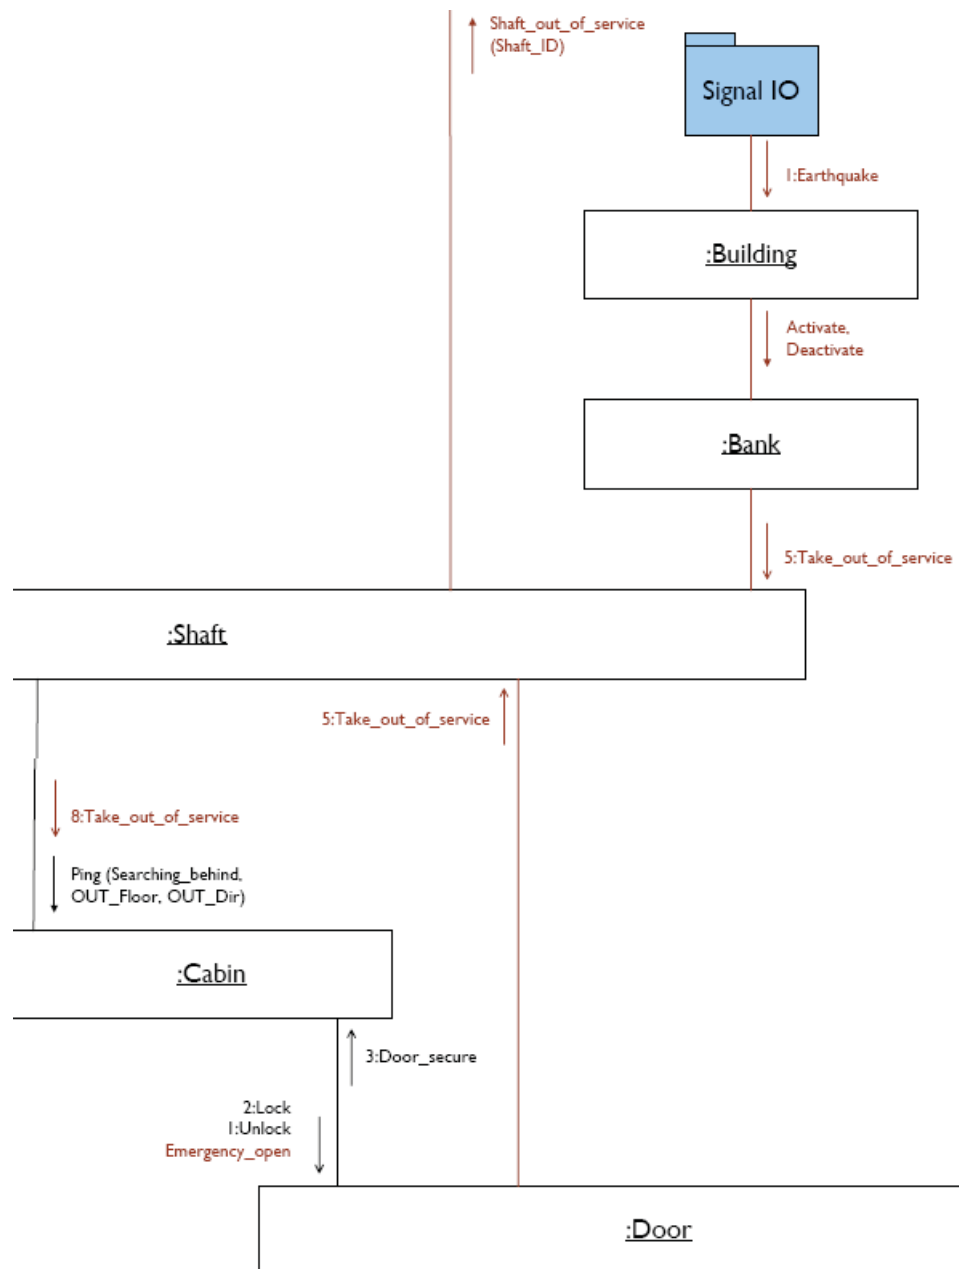 Shaft_out_of_service
(Shaft_ID)
Signal IO
1:Earthquake
:Building
Activate,
Deactivate
:Bank
5:Take_out_of_service
:Shaft
5:Take_out_of_service
8:Take_out_of_service
Ping (Searching_behind,
OUT_Floor, OUT_Dir)
:Cabin
3:Door_secure
2:Lock
1:Unlock
Emergency_open
:Door